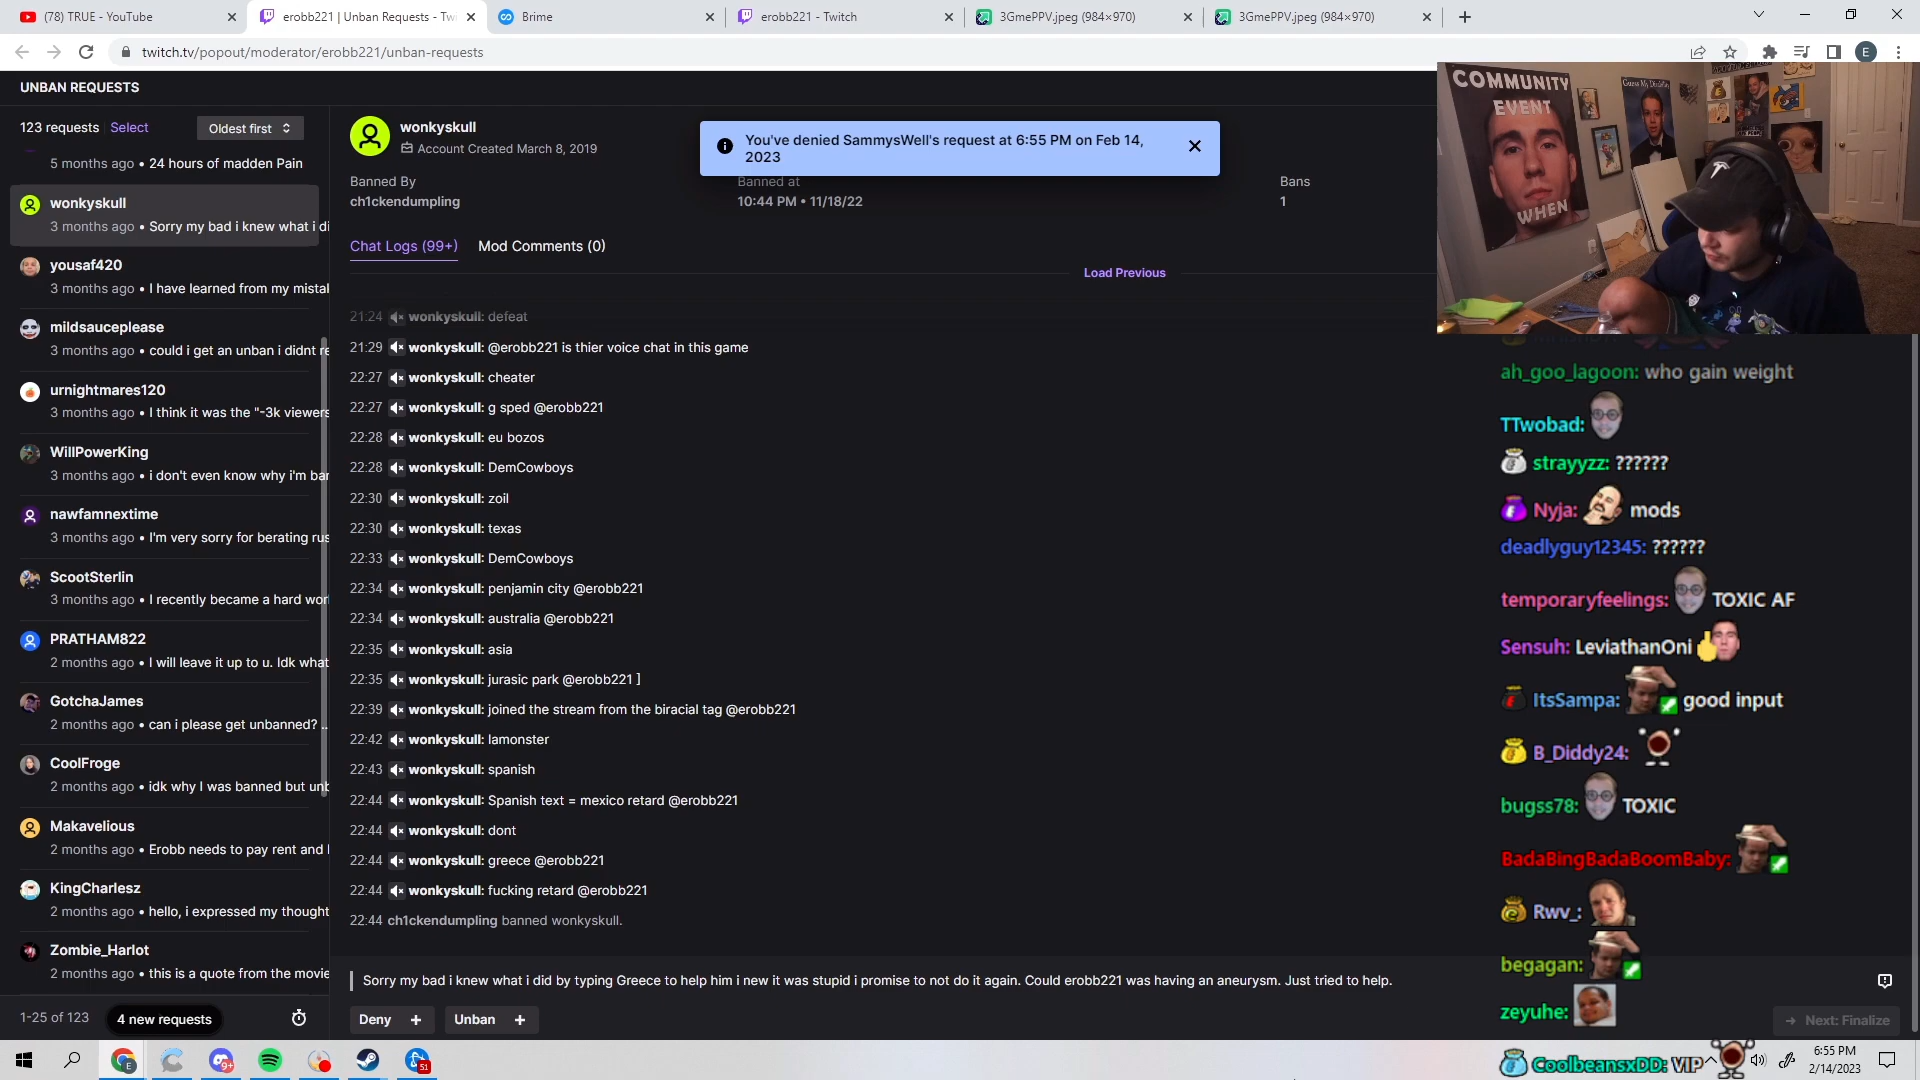 (78) TRUE - YouTube
erobb221 | Unban Requests - Tw
Brime
erobb221 - Twitch
3GmePPV.jpeg (984×970)
3GmePPV.jpeg (984×970)
twitch.tv/popout/moderator/erobb221/unban-requests
E
UNBAN REQUESTS
123 requests Select
Oldest first
5 months ago • 24 hours of madden Pain
wonkyskull
3 months ago • Sorry my bad i knew what i di
yousaf420
3 months ago • I have learned from my mistal
mildsauceplease
3 months ago • could i get an unban i didnt re
urnightmares120
3 months ago • I think it was the "-3k viewers
WillPowerKing
3 months ago • i don't even know why i'm bar
nawfamnextime
3 months ago • I'm very sorry for berating rus
ScootSterlin
3 months ago • I recently became a hard wor
PRATHAM822
2 months ago • I will leave it up to u. Idk what
GotchaJames
2 months ago • can i please get unbanned? ..
CoolFroge
2 months ago • idk why I was banned but unb
Makavelious
2 months ago • Erobb needs to pay rent and
KingCharlesz
2 months ago • hello, i expressed my thought
Zombie_Harlot
2 months ago • this is a quote from the movie
1-25 of 123
4 new requests
wonkyskull
Account Created March 8, 2019
You've denied SammysWell's request at 6:55 PM on Feb 14,
2023
Banned By
ch1ckendumpling
Banned at
10:44 PM • 11/18/22
Bans
1
Chat Logs (99+)
Mod Comments (0)
Load Previous
21:24 wonkyskull: defeat
21:29 wonkyskull: @erobb221 is thier voice chat in this game
22:27 wonkyskull: cheater
22:27 wonkyskull: g sped @erobb221
22:28 wonkyskull: eu bozos
22:28 wonkyskull: DemCowboys
22:30 wonkyskull: zoil
22:30 wonkyskull: texas
22:33 wonkyskull: DemCowboys
22:34 wonkyskull: penjamin city @erobb221
22:34 wonkyskull: australia @erobb221
22:35 wonkyskull: asia
22:35 wonkyskull: jurasic park @erobb221 ]
22:39 wonkyskull: joined the stream from the biracial tag @erobb221
22:42 wonkyskull: lamonster
22:43 wonkyskull: spanish
22:44 wonkyskull: Spanish text = mexico retard @erobb221
22:44 wonkyskull: dont
22:44 wonkyskull: greece @erobb221
22:44 wonkyskull: fucking retard @erobb221
22:44 ch1ckendumpling banned wonkyskull.
Sorry my bad i knew what i did by typing Greece to help him i new it was stupid i promise to not do it again. Could erobb221 was having an aneurysm. Just tried to help.
Deny +
Unban +
Next: Finalize
COMMUNITY
EVENT
WHEN
ah_goo_lagoon: who gain weight
TTwobad:
strayyzz: ??????
Nyja: mods
deadlyguy12345: ??????
temporaryfeelings: TOXIC AF
Sensuh: LeviathanOni
ItsSampa: good input
B_Diddy24:
bugss78: TOXIC
BadaBingBadaBoomBaby:
Rwv_:
begagan:
zeyuhe:
CoolbeansxDD: VIP
9+
51
6:55 PM
2/14/2023